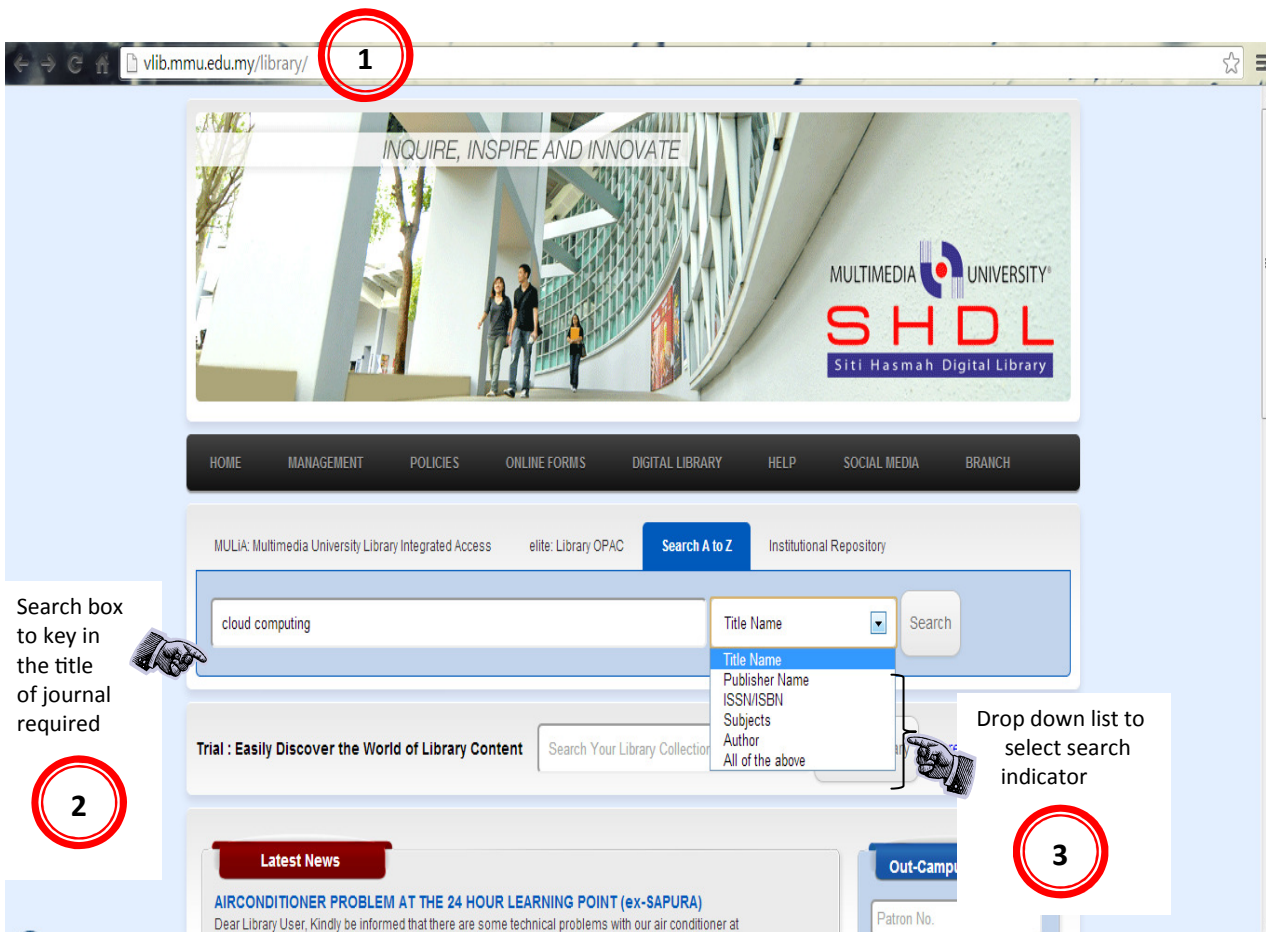 1
vlib.mmu.edu.my/library/
INQUIRE, INSPIRE AND INNOVATE
MULTIMEDIA UNIVERSITY®
SHDL
Siti Hasmah Digital Library
HOME MANAGEMENT POLICIES ONLINE FORMS DIGITAL LIBRARY HELP SOCIAL MEDIA BRANCH
MULiA: Multimedia University Library Integrated Access elite: Library OPAC Search A to Z Institutional Repository
Search box
to key in
the title
of journal
required
2
cloud computing Title Name Search
Title Name
Publisher Name
ISSN/ISBN
Subjects
Author
All of the above
Drop down list to
select search
indicator
3
Trial : Easily Discover the World of Library Content Search Your Library Collection
Latest News
AIRCONDITIONER PROBLEM AT THE 24 HOUR LEARNING POINT (ex-SAPURA)
Dear Library User, Kindly be informed that there are some technical problems with our air conditioner at
Patron No.